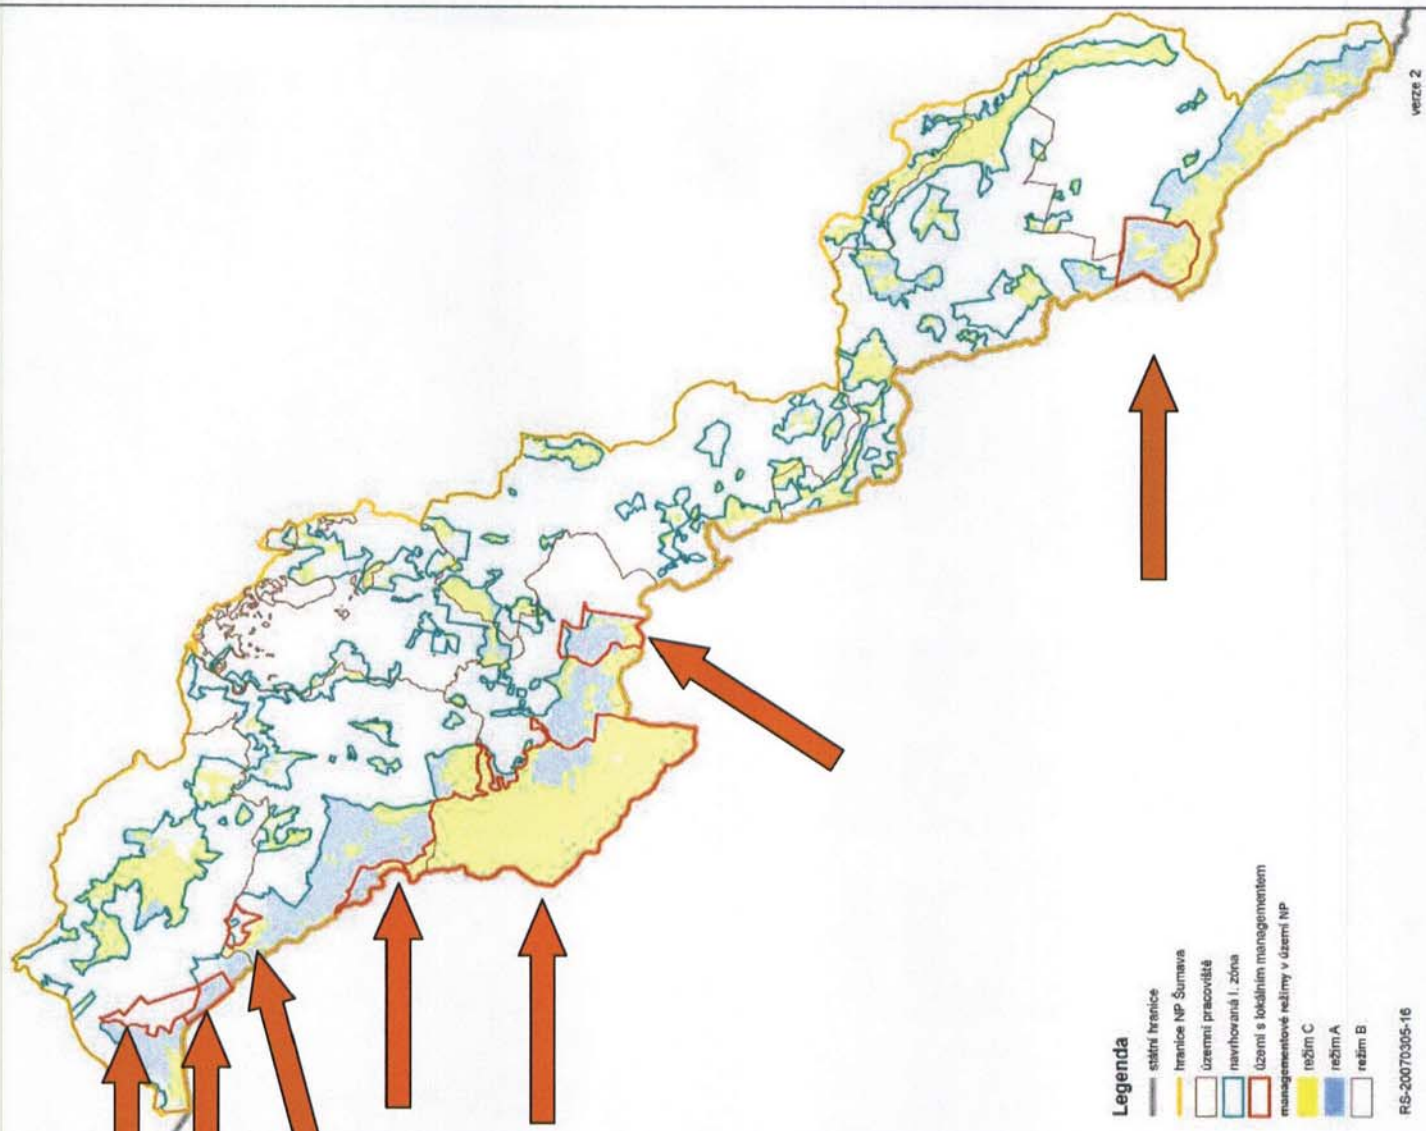 Legenda
státní hranice
hranice NP Šumava
územní pracoviště
navrhovaná I. zóna
území s lokálním managementem
managementové režimy v území NP
režim C
režim A
režim B
RS-20070305-16
verze 2